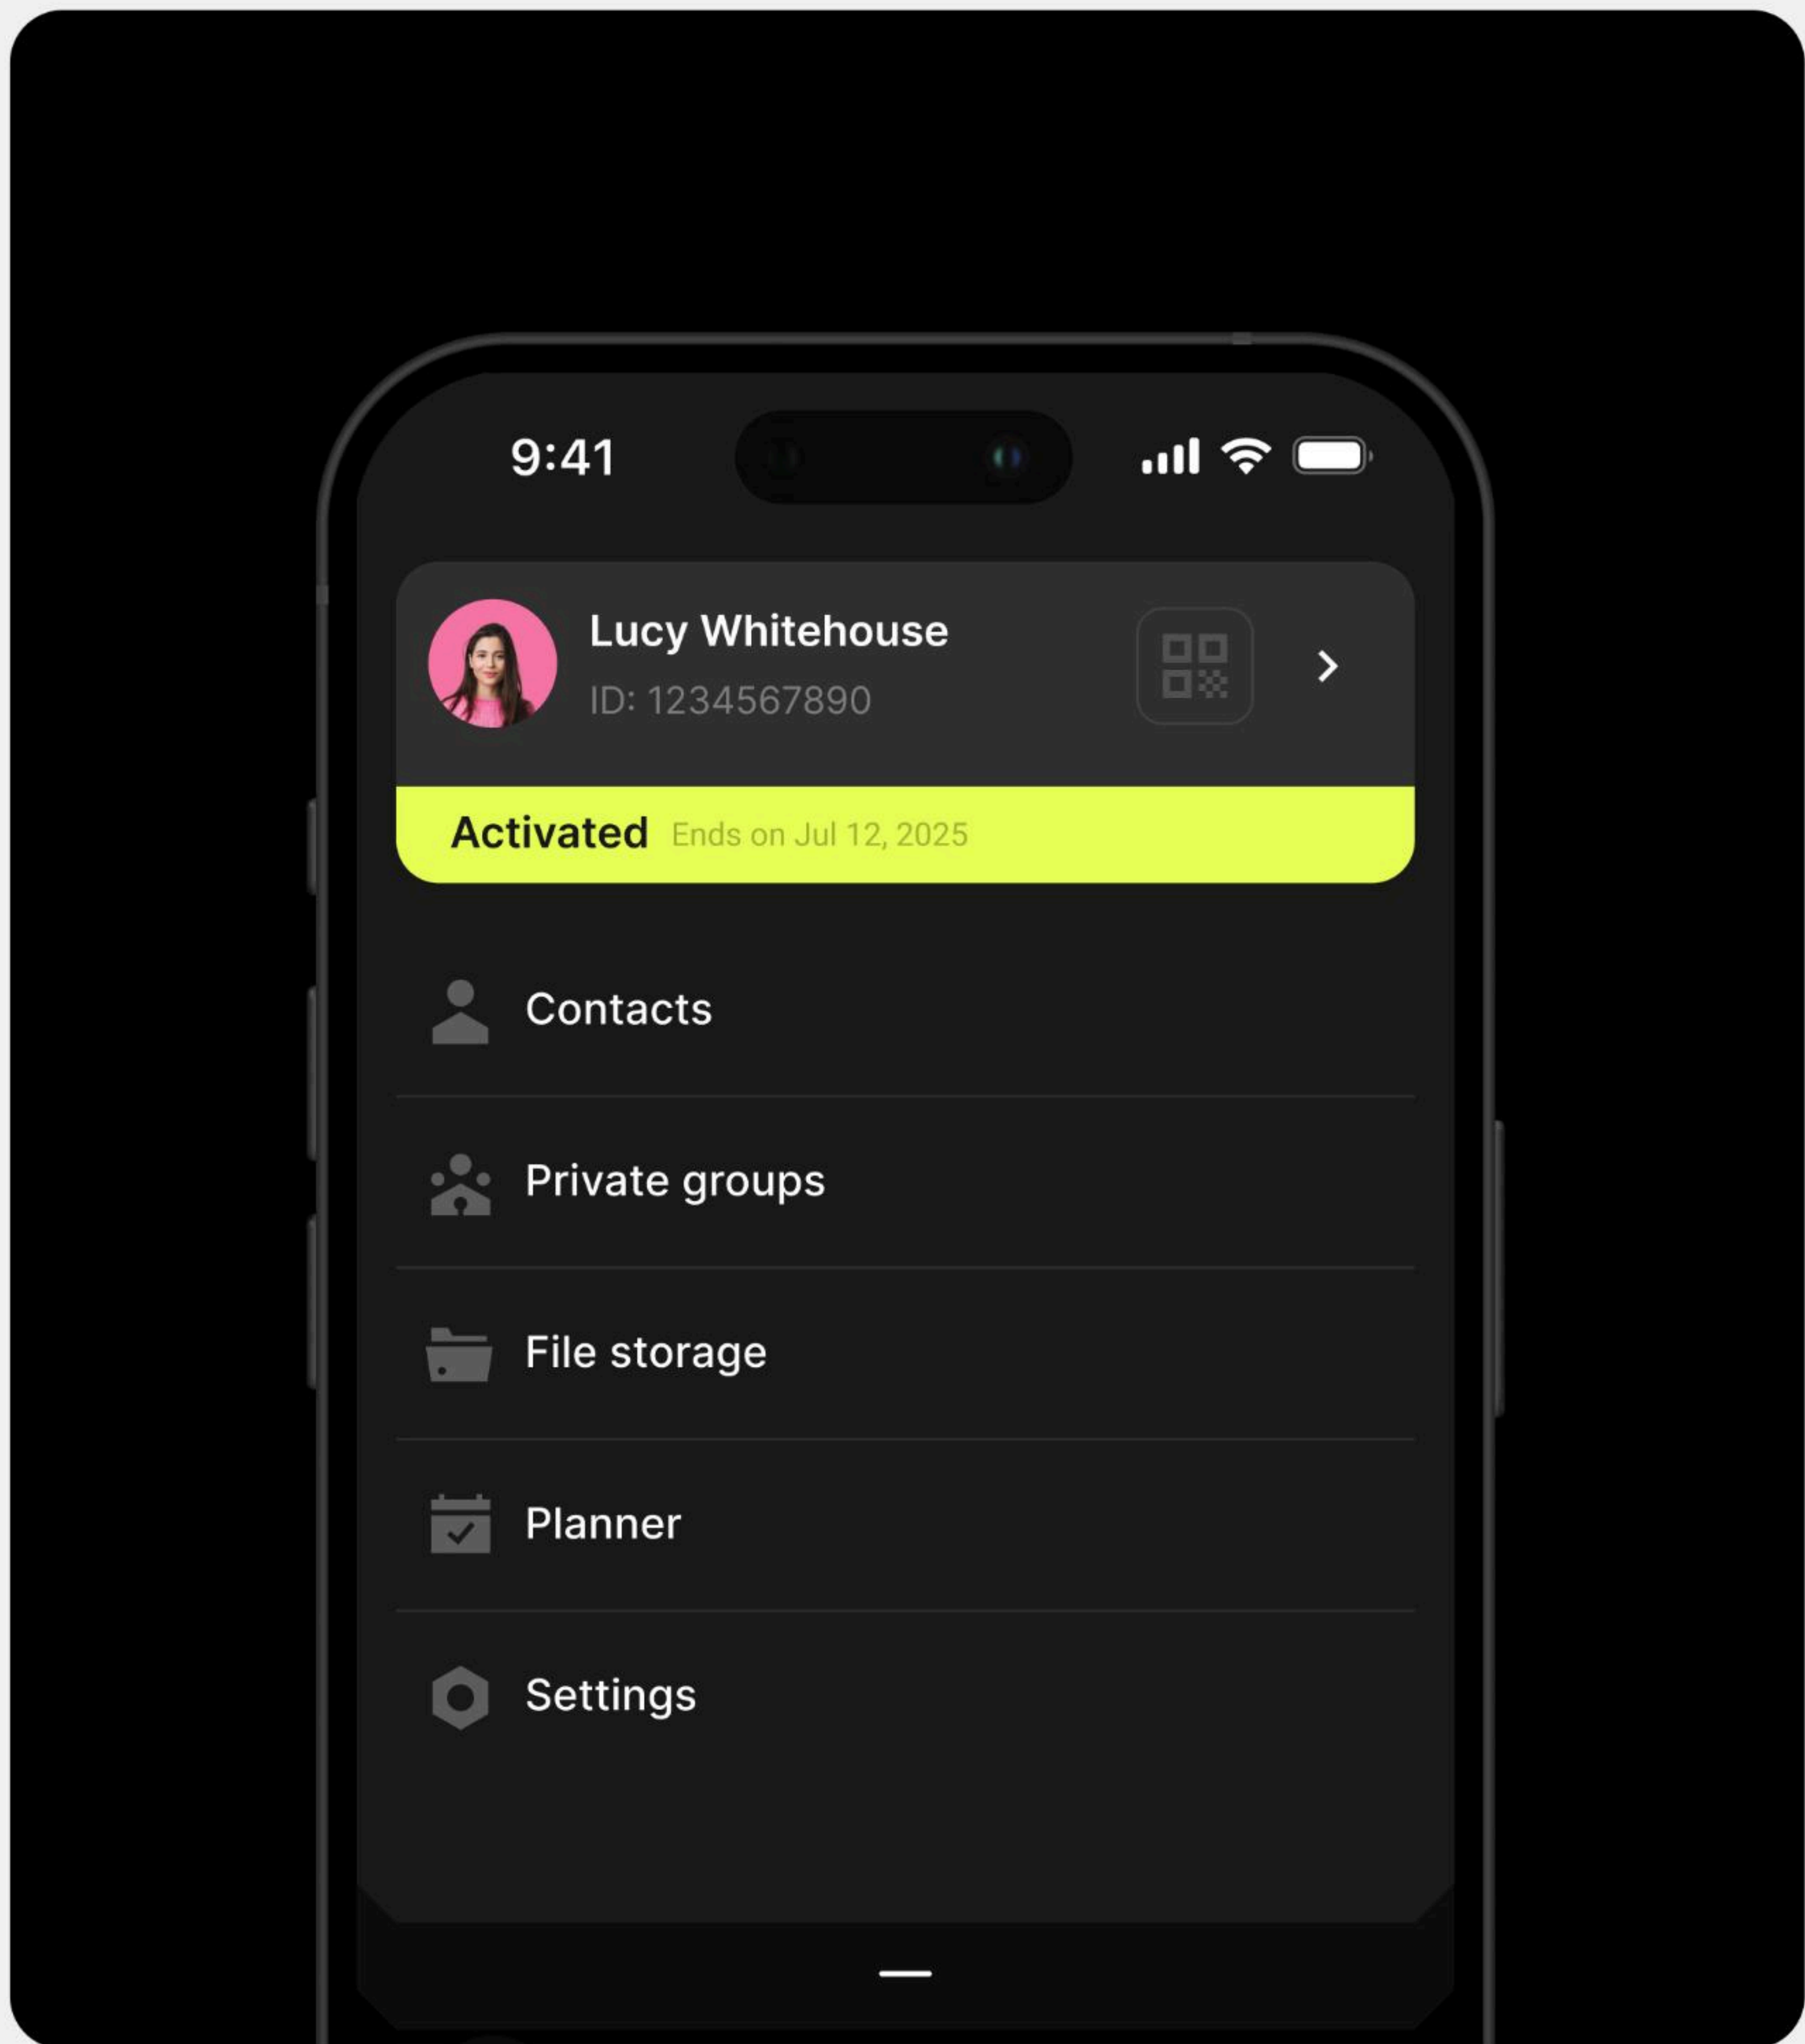 9:41
Lucy Whitehouse
ID: 1234567890
Activated Ends on Jul 12, 2025
Contacts
Private groups
File storage
Planner
Settings